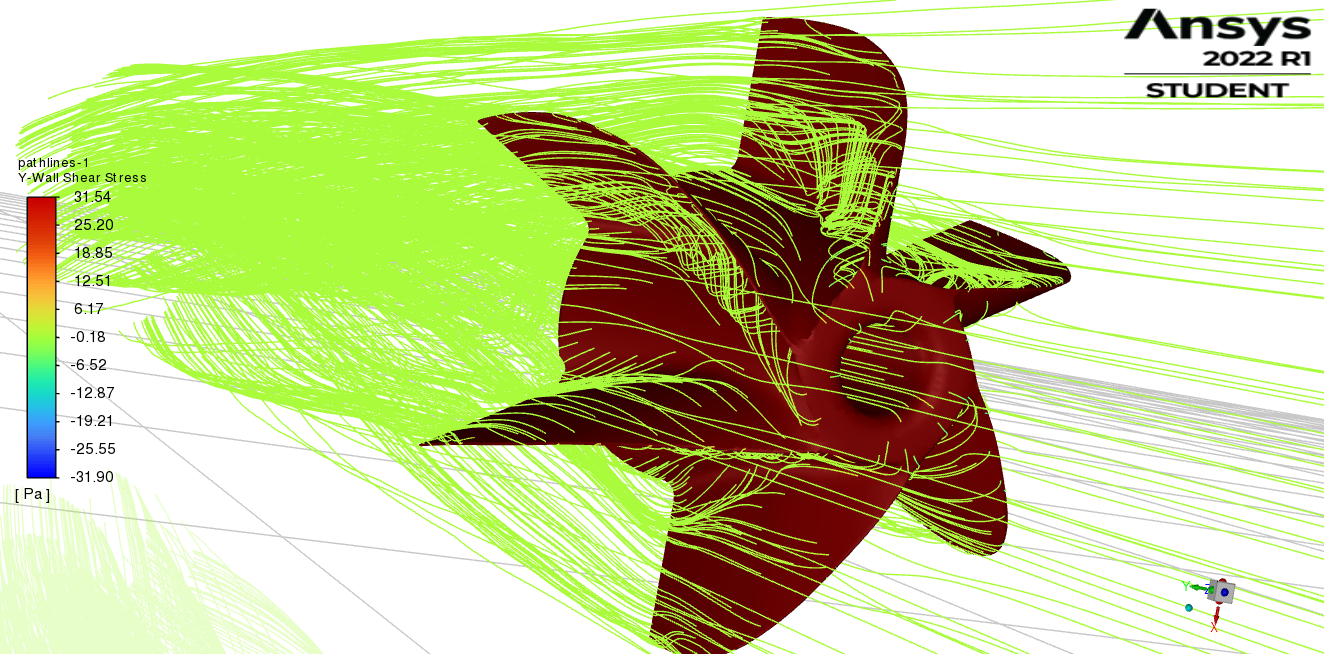 Ansys
2022 R1
STUDENT
pathlines-1
Y-Wall Shear Stress
31.54
25.20
18.85
12.51
6.17
-0.18
-6.52
-12.87
-19.21
-25.55
-31.90
[ Pa ]
Y
Z
X